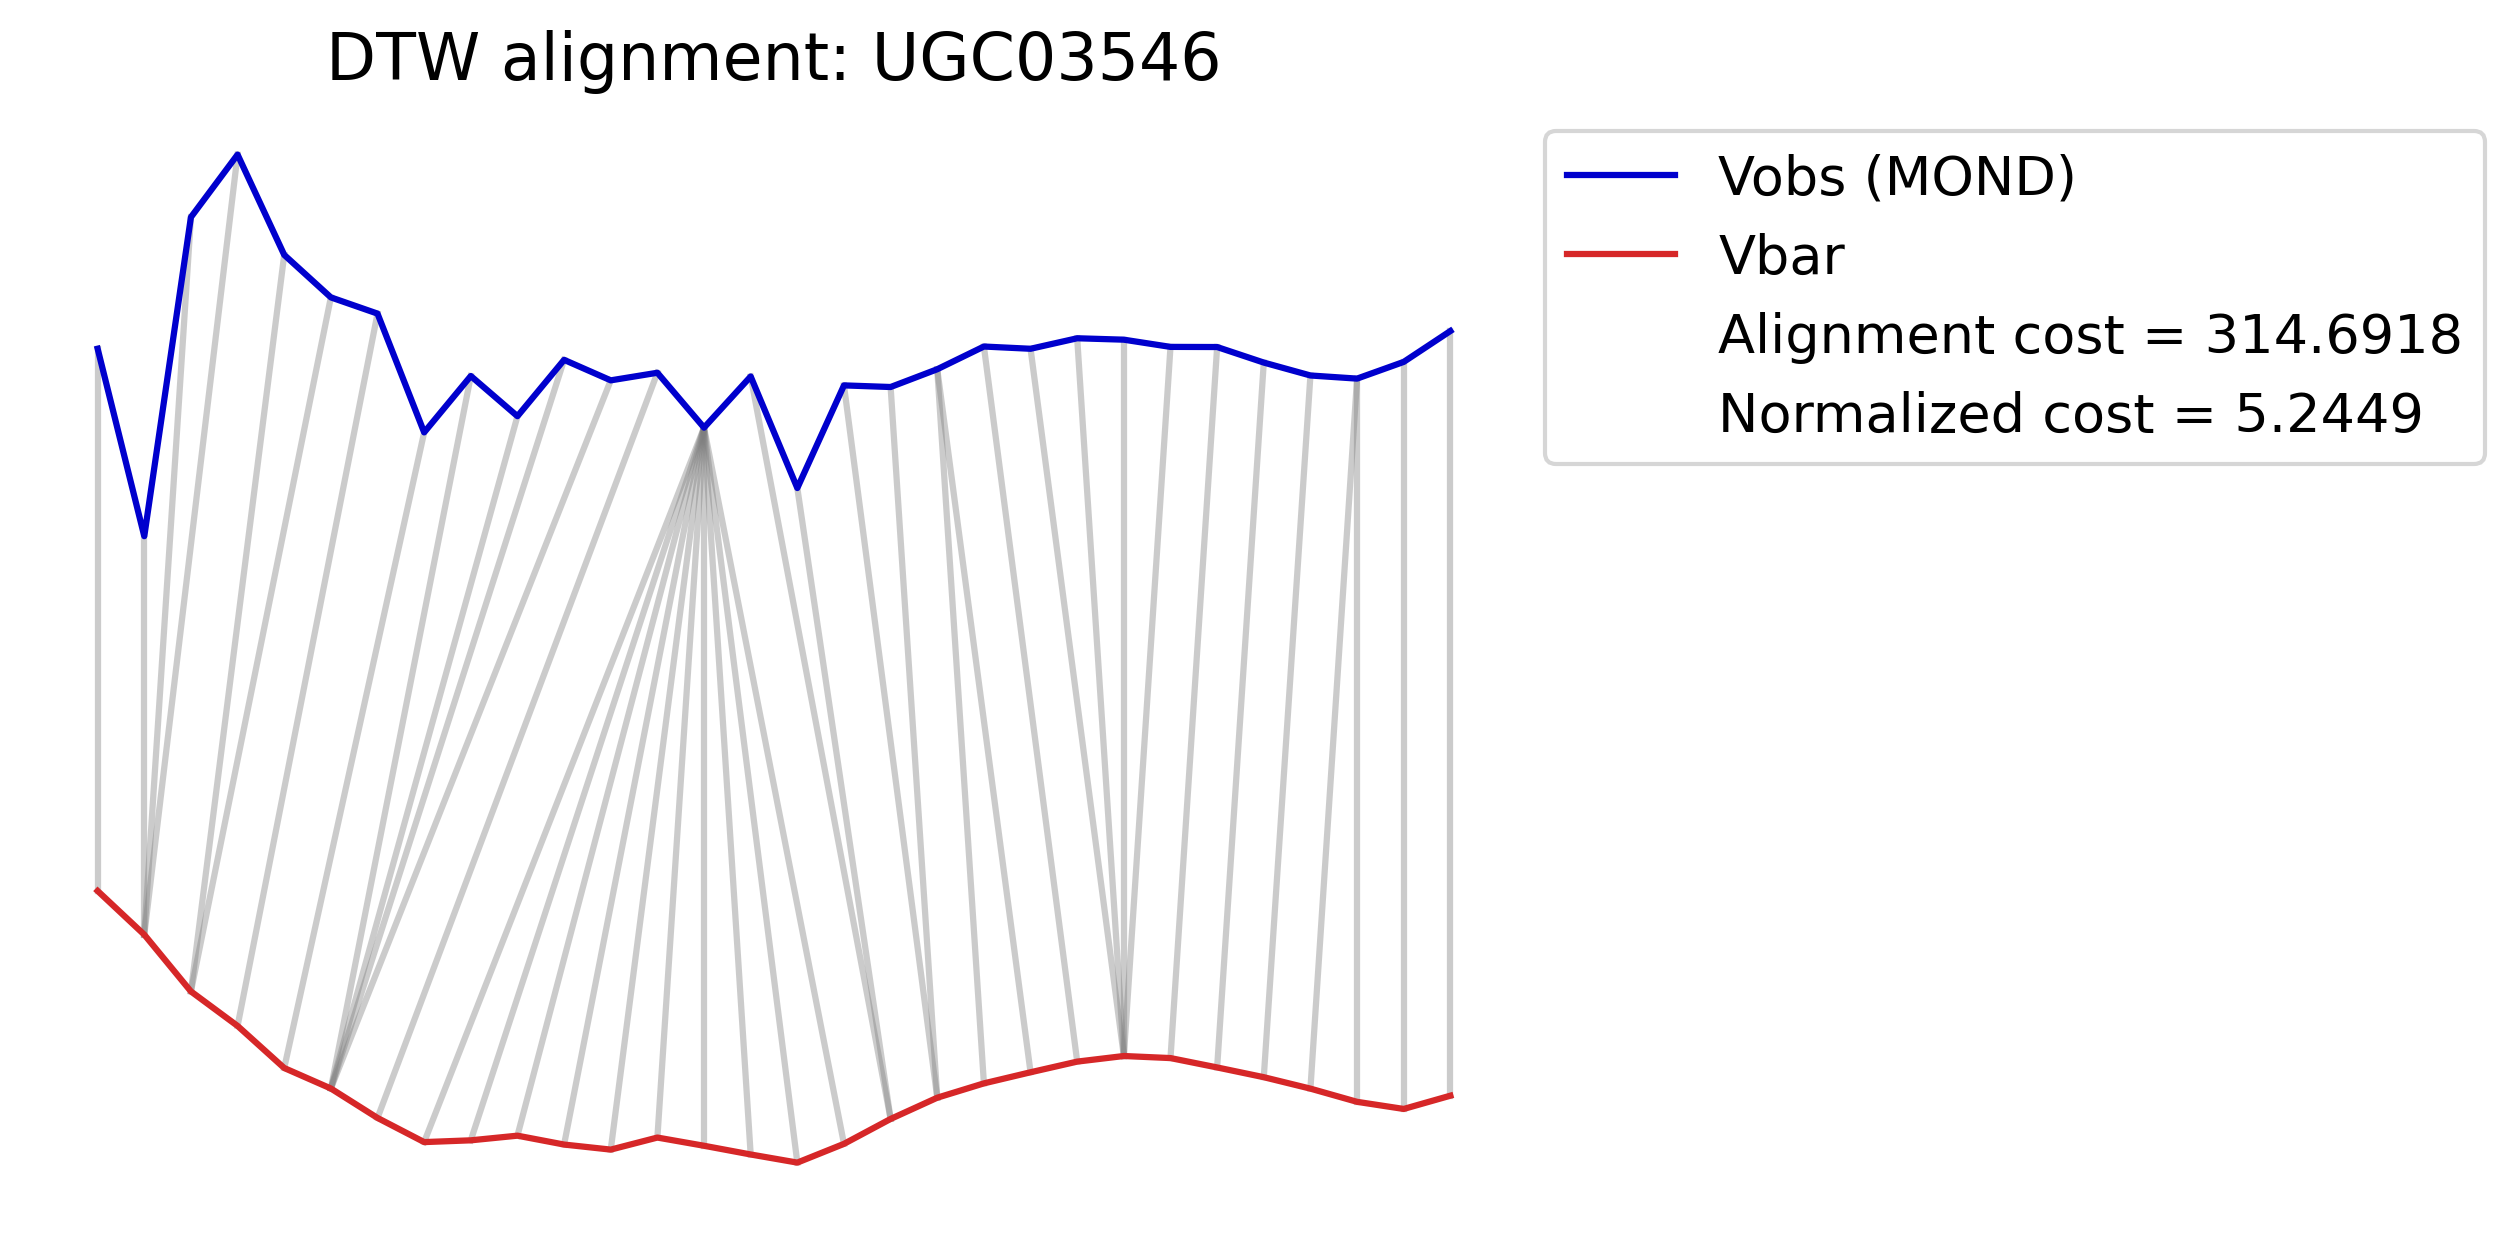 DTW alignment: UGC03546
Vobs (MOND)
Vbar
Alignment cost = 314.6918
Normalized cost = 5.2449